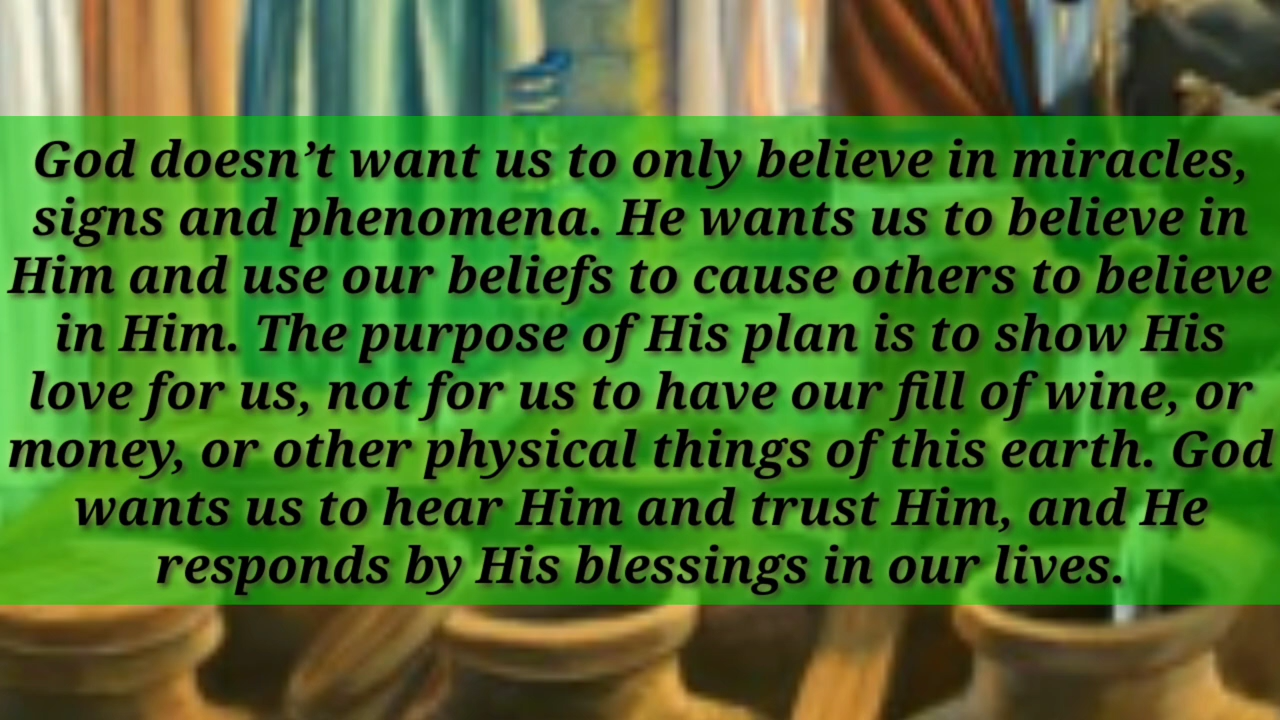 God doesn’t want us to only believe in miracles,
signs and phenomena. He wants us to believe in
Him and use our beliefs to cause others to believe
in Him. The purpose of His plan is to show His
love for us, not for us to have our fill of wine, or
money, or other physical things of this earth. God
wants us to hear Him and trust Him, and He
responds by His blessings in our lives.